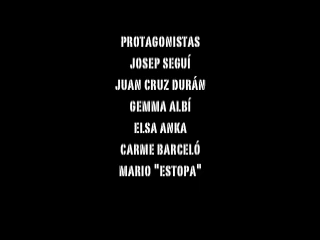 PROTAGONISTAS
JOSEP SEGUÍ
JUAN CRUZ DURÁN
GEMMA ALBÍ
ELSA ANKA
CARME BARCELÓ
MARIO "ESTOPA"